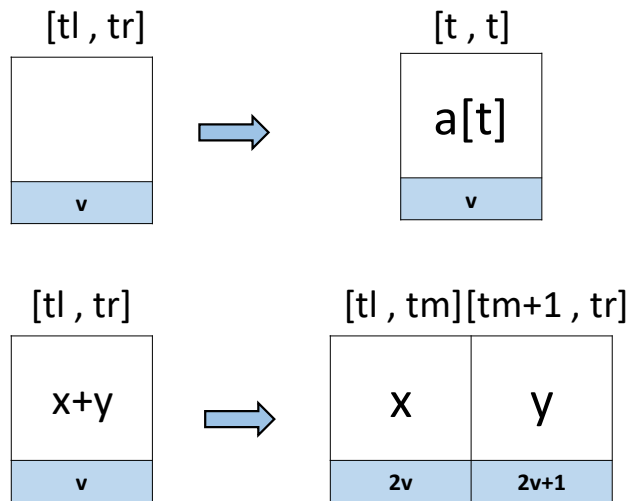 [tl , tr] [t , t]
a[t]
v v
[tl , tr] [tl , tm][tm+1 , tr]
x+y x y
v 2v 2v+1